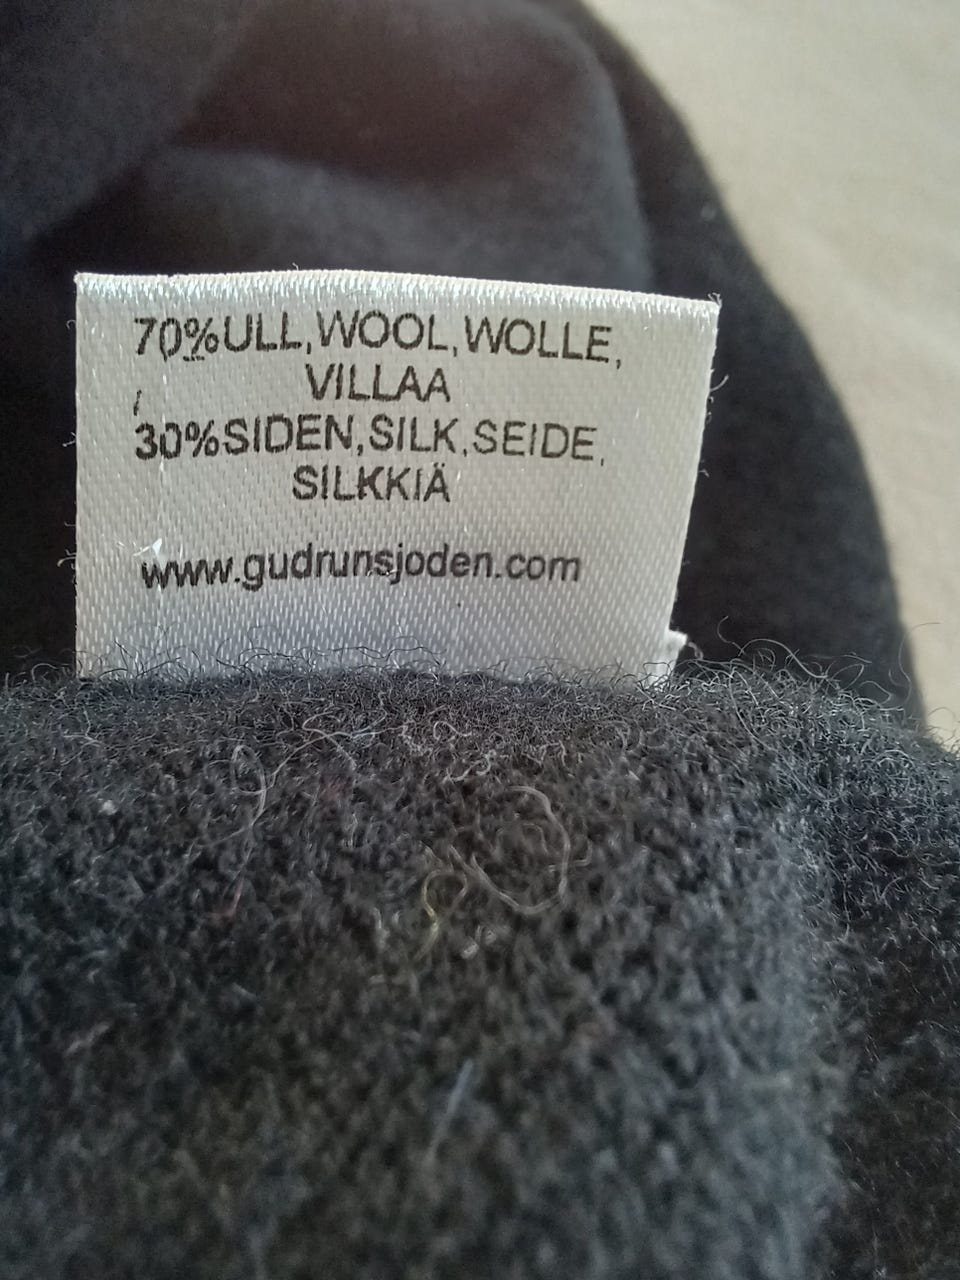 70%ULL,WOOL,WOLLE,
VILLAA
30%SIDEN,SILK,SEIDE,
SILKKIÄ
www.gudrunsjoden.com